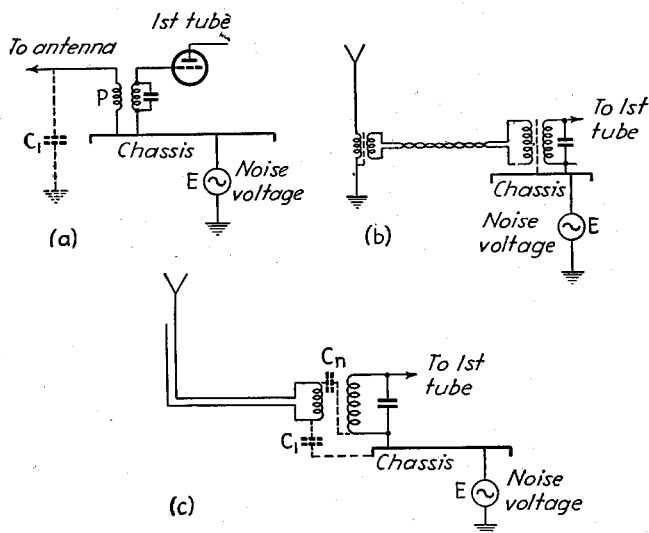 1st tube
To antenna
P
C1
Chassis
E
Noise
voltage
(a)
To 1st
tube
Chassis
Noise
voltage
E
(b)
Cn
To 1st
tube
C1
Chassis
E
Noise
voltage
(c)